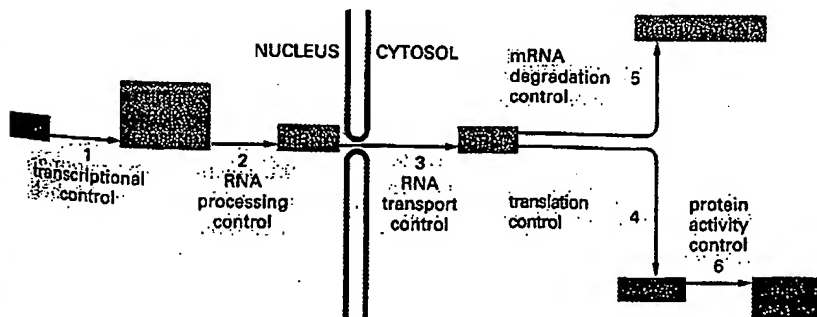 NUCLEUS CYTOSOL
mRNA
degradation 5
control
1
transcriptional
control
2
RNA
processing
control
3
RNA
transport
control
translation
control
4
protein
activity
control
6